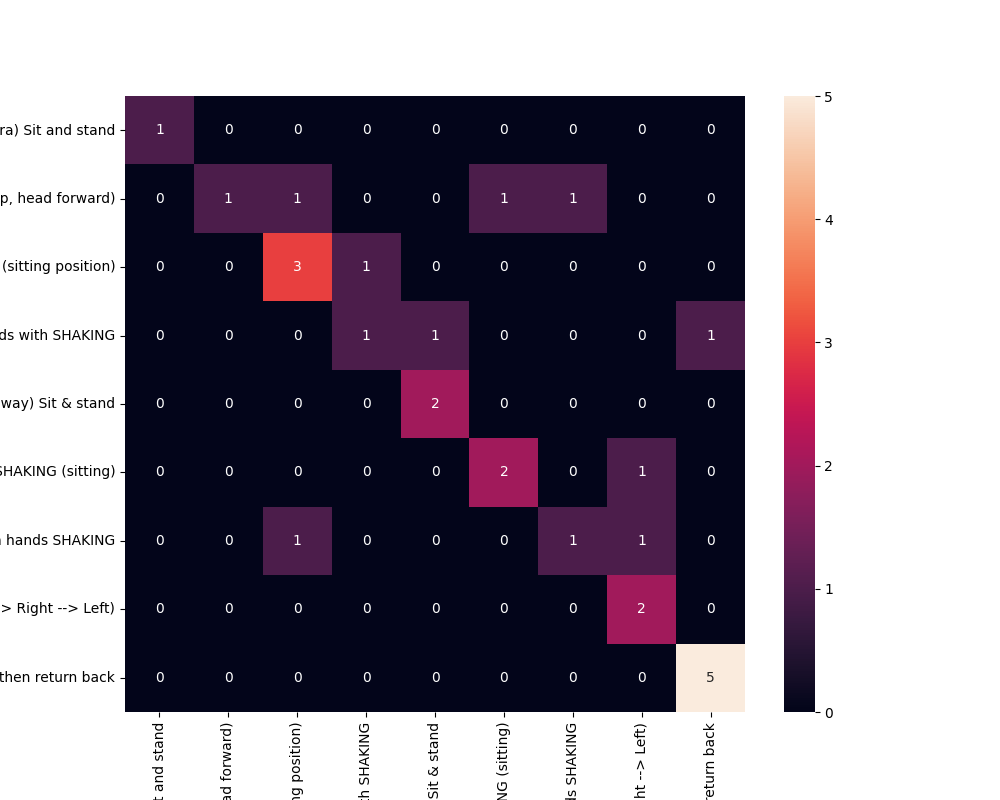 ra) Sit and stand 1 0 0 0 0 0 0 0 0
p, head forward) 0 1 1 0 0 1 1 0 0
(sitting position) 0 0 3 1 0 0 0 0 0
ds with SHAKING 0 0 0 1 1 0 0 0 1
way) Sit & stand 0 0 0 0 2 0 0 0 0
SHAKING (sitting) 0 0 0 0 0 2 0 1 0
hands SHAKING 0 0 1 0 0 0 1 1 0
> Right --> Left) 0 0 0 0 0 0 0 2 0
then return back 0 0 0 0 0 0 0 0 5
t and stand
ad forward)
ng position)
th SHAKING
Sit & stand
NG (sitting)
ds SHAKING
ht --> Left)
return back
5
4
3
2
1
0